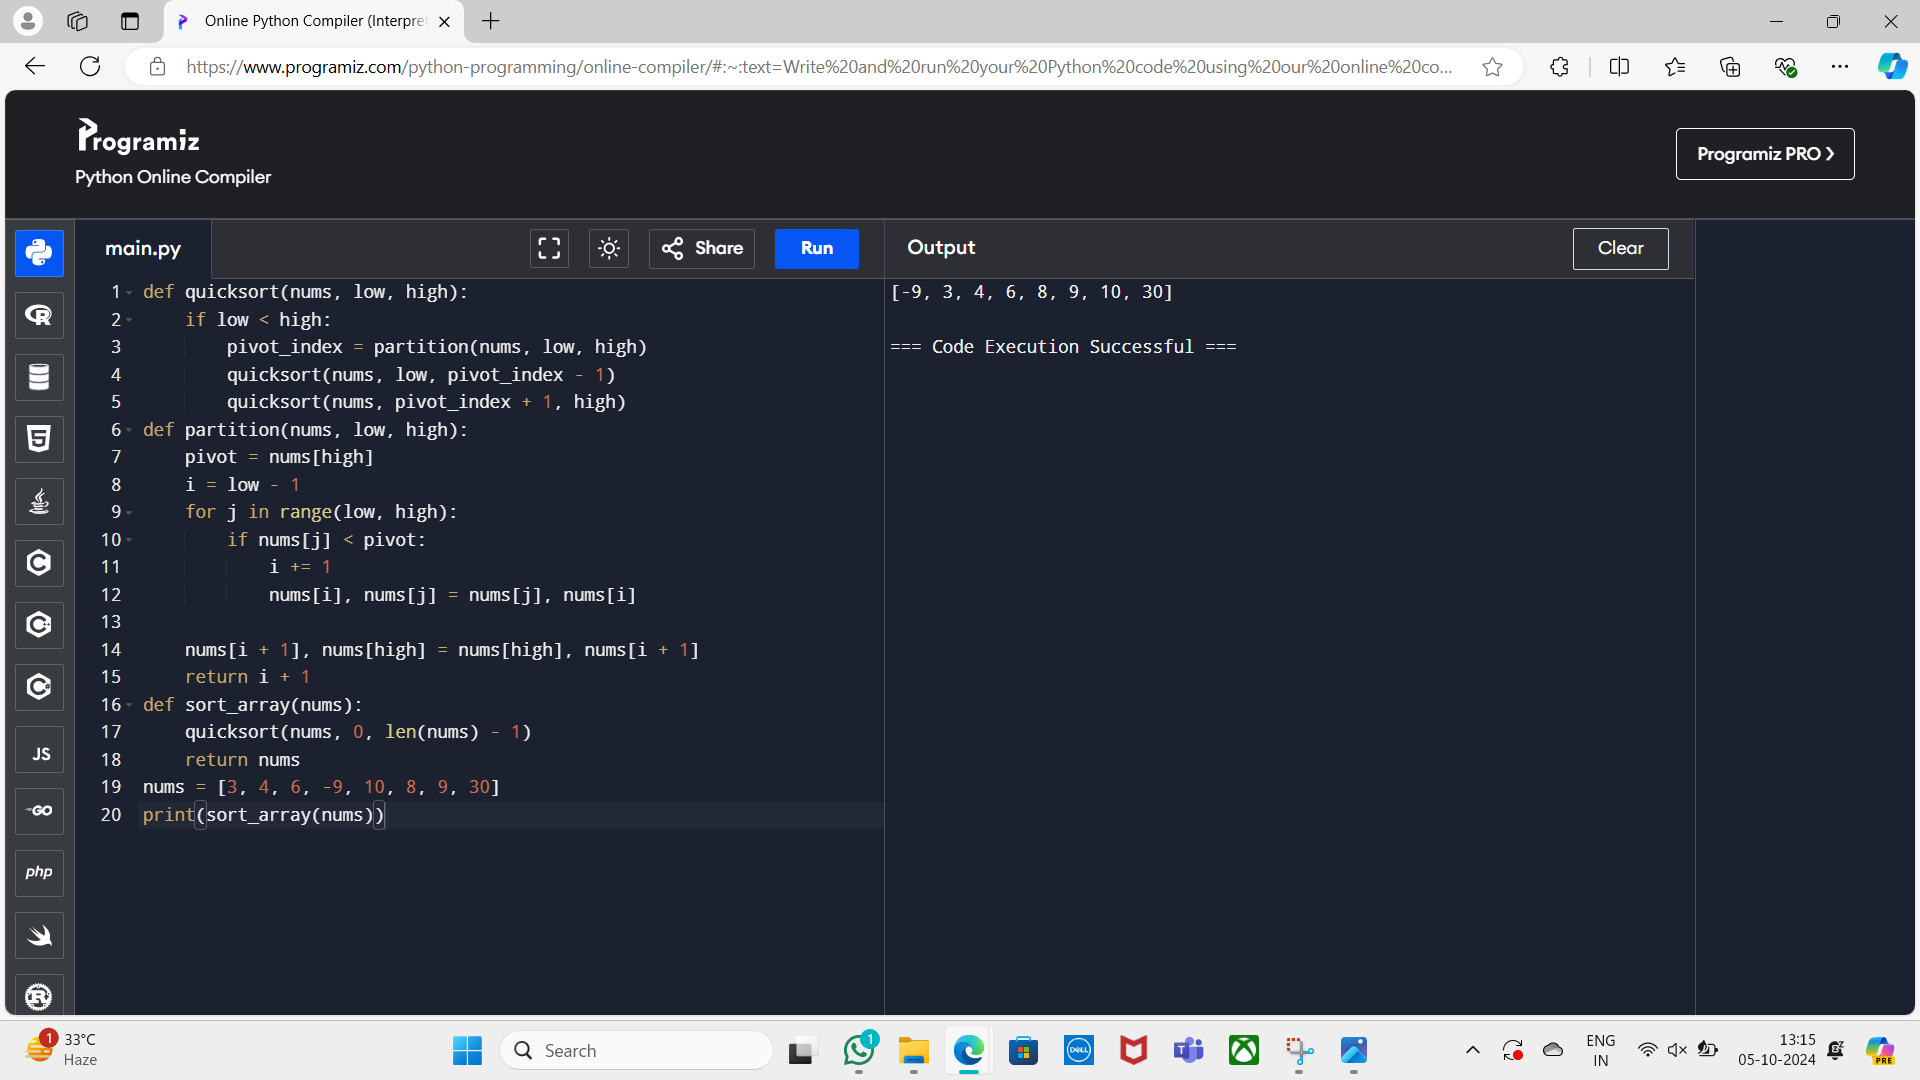 Online Python Compiler (Interpret
https://www.programiz.com/python-programming/online-compiler/#:~:text=Write%20and%20run%20your%20Python%20code%20using%20our%20online%20co...
Programiz
Python Online Compiler
Programiz PRO ❯
main.py
Share
Run
Output
Clear
1 def quicksort(nums, low, high):
2     if low < high:
3         pivot_index = partition(nums, low, high)
4         quicksort(nums, low, pivot_index - 1)
5         quicksort(nums, pivot_index + 1, high)
6 def partition(nums, low, high):
7     pivot = nums[high]
8     i = low - 1
9     for j in range(low, high):
10         if nums[j] < pivot:
11             i += 1
12             nums[i], nums[j] = nums[j], nums[i]
13
14     nums[i + 1], nums[high] = nums[high], nums[i + 1]
15     return i + 1
16 def sort_array(nums):
17     quicksort(nums, 0, len(nums) - 1)
18     return nums
19 nums = [3, 4, 6, -9, 10, 8, 9, 30]
20 print(sort_array(nums))
[-9, 3, 4, 6, 8, 9, 10, 30]
=== Code Execution Successful ===
R
5
C
C++
C#
JS
GO
php
R
1
33°C
Haze
Search
1
DELL
ENG
IN
13:15
05-10-2024
PRE